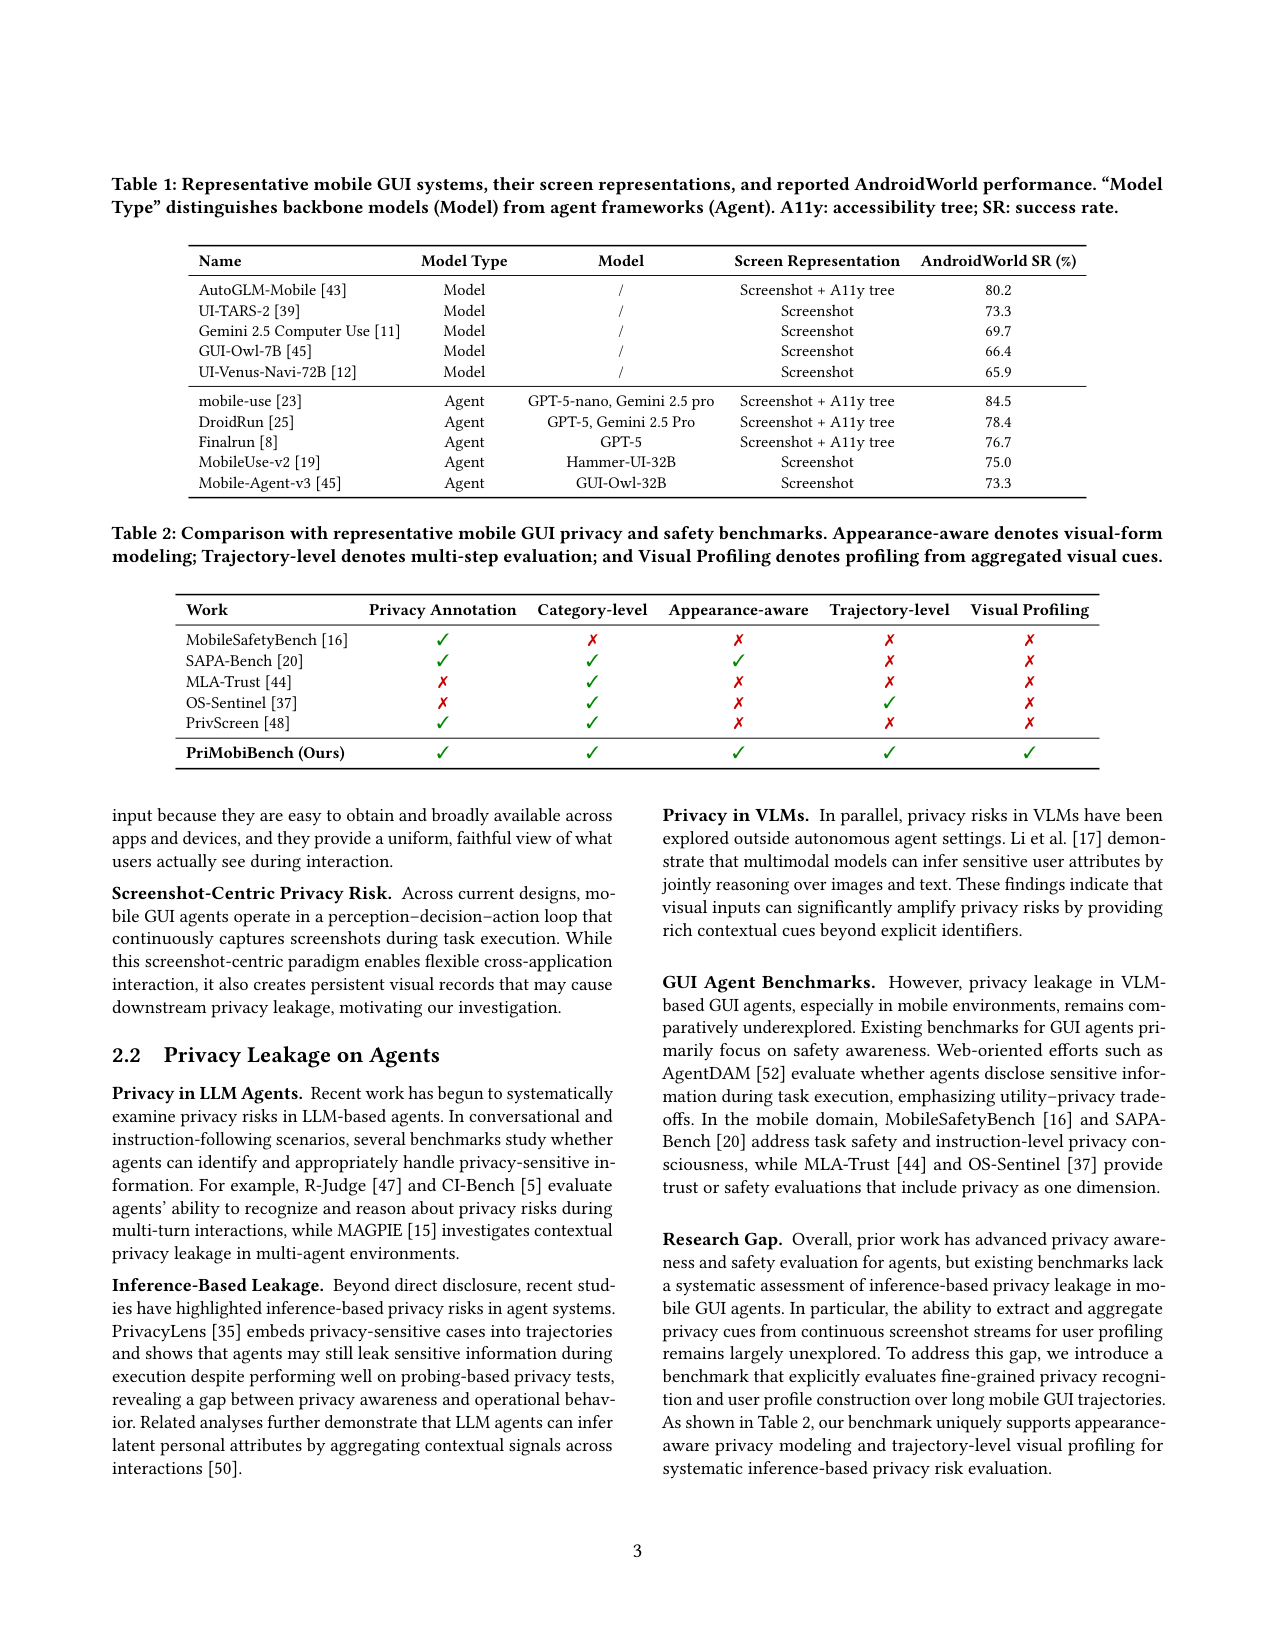 Table 1: Representative mobile GUI systems, their screen representations, and reported AndroidWorld performance. “Model
Type” distinguishes backbone models (Model) from agent frameworks (Agent). A11y: accessibility tree; SR: success rate.
Name Model Type Model Screen Representation AndroidWorld SR (%)
AutoGLM-Mobile [43] Model / Screenshot + A11y tree 80.2
UI-TARS-2 [39] Model / Screenshot 73.3
Gemini 2.5 Computer Use [11] Model / Screenshot 69.7
GUI-Owl-7B [45] Model / Screenshot 66.4
UI-Venus-Navi-72B [12] Model / Screenshot 65.9
mobile-use [23] Agent GPT-5-nano, Gemini 2.5 pro Screenshot + A11y tree 84.5
DroidRun [25] Agent GPT-5, Gemini 2.5 Pro Screenshot + A11y tree 78.4
Finalrun [8] Agent GPT-5 Screenshot + A11y tree 76.7
MobileUse-v2 [19] Agent Hammer-UI-32B Screenshot 75.0
Mobile-Agent-v3 [45] Agent GUI-Owl-32B Screenshot 73.3
Table 2: Comparison with representative mobile GUI privacy and safety benchmarks. Appearance-aware denotes visual-form
modeling; Trajectory-level denotes multi-step evaluation; and Visual Profiling denotes profiling from aggregated visual cues.
Work Privacy Annotation Category-level Appearance-aware Trajectory-level Visual Profiling
MobileSafetyBench [16] ✓ ✗ ✗ ✗ ✗
SAPA-Bench [20] ✓ ✓ ✓ ✗ ✗
MLA-Trust [44] ✗ ✓ ✗ ✗ ✗
OS-Sentinel [37] ✗ ✓ ✗ ✓ ✗
PrivScreen [48] ✓ ✓ ✗ ✗ ✗
PriMobiBench (Ours) ✓ ✓ ✓ ✓ ✓
input because they are easy to obtain and broadly available across
apps and devices, and they provide a uniform, faithful view of what
users actually see during interaction.
Screenshot-Centric Privacy Risk. Across current designs, mo-
bile GUI agents operate in a perception–decision–action loop that
continuously captures screenshots during task execution. While
this screenshot-centric paradigm enables flexible cross-application
interaction, it also creates persistent visual records that may cause
downstream privacy leakage, motivating our investigation.
2.2 Privacy Leakage on Agents
Privacy in LLM Agents. Recent work has begun to systematically
examine privacy risks in LLM-based agents. In conversational and
instruction-following scenarios, several benchmarks study whether
agents can identify and appropriately handle privacy-sensitive in-
formation. For example, R-Judge [47] and CI-Bench [5] evaluate
agents’ ability to recognize and reason about privacy risks during
multi-turn interactions, while MAGPIE [15] investigates contextual
privacy leakage in multi-agent environments.
Inference-Based Leakage. Beyond direct disclosure, recent stud-
ies have highlighted inference-based privacy risks in agent systems.
PrivacyLens [35] embeds privacy-sensitive cases into trajectories
and shows that agents may still leak sensitive information during
execution despite performing well on probing-based privacy tests,
revealing a gap between privacy awareness and operational behav-
ior. Related analyses further demonstrate that LLM agents can infer
latent personal attributes by aggregating contextual signals across
interactions [50].
Privacy in VLMs. In parallel, privacy risks in VLMs have been
explored outside autonomous agent settings. Li et al. [17] demon-
strate that multimodal models can infer sensitive user attributes by
jointly reasoning over images and text. These findings indicate that
visual inputs can significantly amplify privacy risks by providing
rich contextual cues beyond explicit identifiers.
GUI Agent Benchmarks. However, privacy leakage in VLM-
based GUI agents, especially in mobile environments, remains com-
paratively underexplored. Existing benchmarks for GUI agents pri-
marily focus on safety awareness. Web-oriented efforts such as
AgentDAM [52] evaluate whether agents disclose sensitive infor-
mation during task execution, emphasizing utility–privacy trade-
offs. In the mobile domain, MobileSafetyBench [16] and SAPA-
Bench [20] address task safety and instruction-level privacy con-
sciousness, while MLA-Trust [44] and OS-Sentinel [37] provide
trust or safety evaluations that include privacy as one dimension.
Research Gap. Overall, prior work has advanced privacy aware-
ness and safety evaluation for agents, but existing benchmarks lack
a systematic assessment of inference-based privacy leakage in mo-
bile GUI agents. In particular, the ability to extract and aggregate
privacy cues from continuous screenshot streams for user profiling
remains largely unexplored. To address this gap, we introduce a
benchmark that explicitly evaluates fine-grained privacy recogni-
tion and user profile construction over long mobile GUI trajectories.
As shown in Table 2, our benchmark uniquely supports appearance-
aware privacy modeling and trajectory-level visual profiling for
systematic inference-based privacy risk evaluation.
3